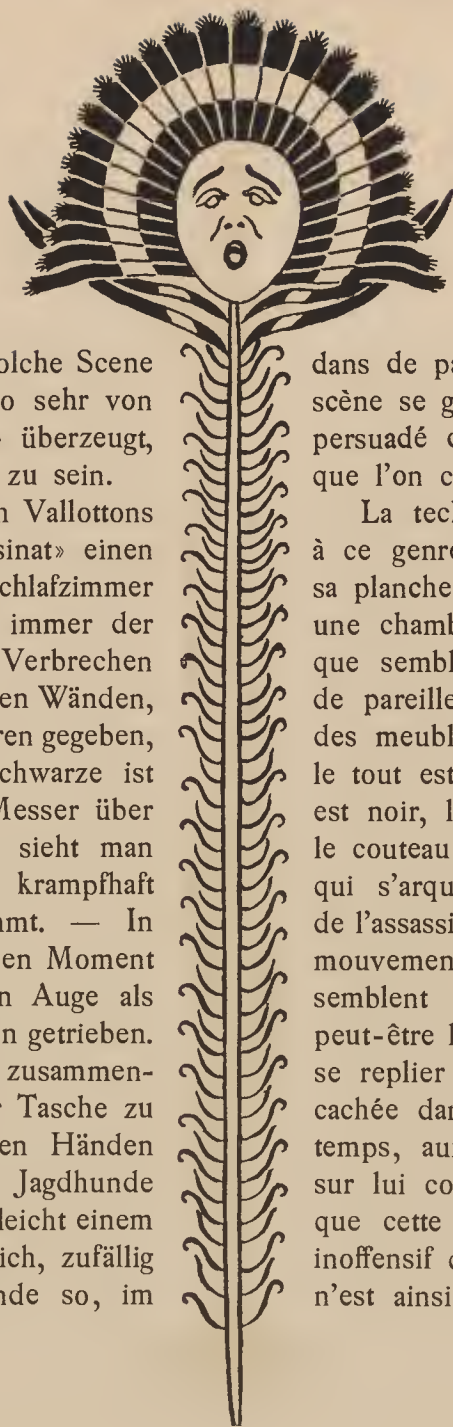 olche Scene
o sehr von
überzeugt,
zu sein.
n Vallottons
sinat» einen
chlafzimmer
immer der
Verbrechen
en Wänden,
ren gegeben,
chwarze ist
Messer über
sieht man
krampfhaft
mt. — In
en Moment
n Auge als
n getrieben.
zusammen-
r Tasche zu
en Händen
Jagdhunde
leicht einem
ich, zufällig
nde so, im
dans de pa
scène se g
persuadé
que l'on c
La tech
à ce genre
sa planche
une chamb
que sembl
de pareille
des meubl
le tout est
est noir, l
le couteau
qui s'arqu
de l'assassi
mouvemen
semblent
peut-être l
se replier
cachée dan
temps, au
sur lui co
que cette
inoffensif
n'est ainsi